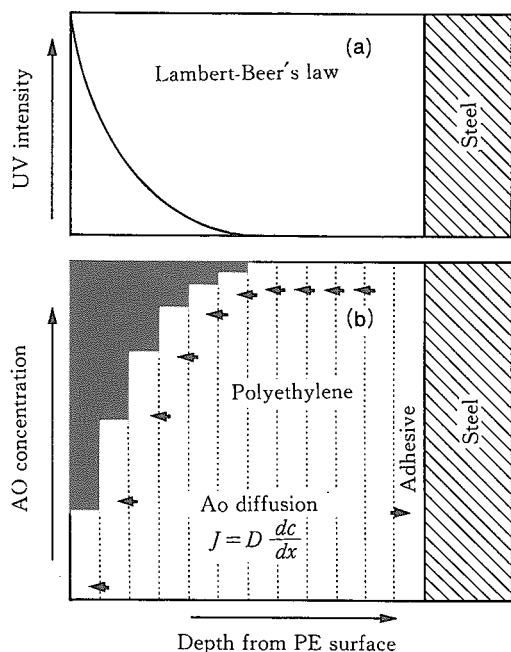 (a)
Lambert-Beer's law
UV intensity
Steel
(b)
AO concentration
Polyethylene
Adhesive
Steel
Ao diffusion
J = D dc/dx
Depth from PE surface